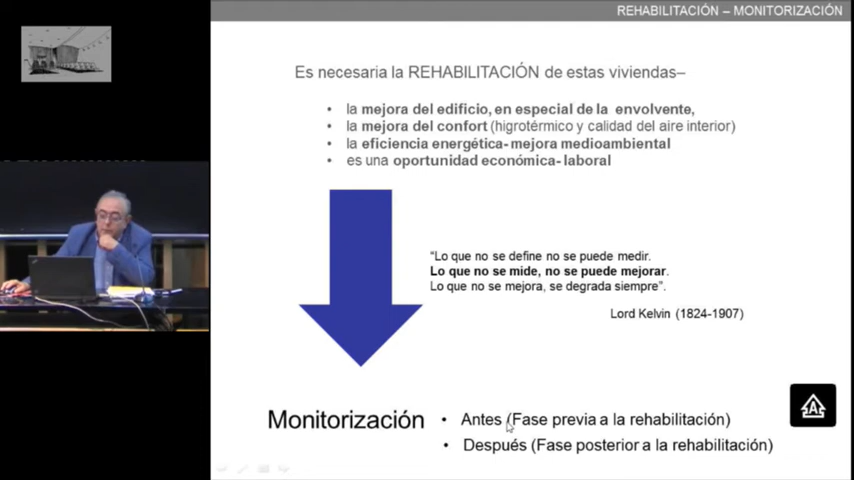 REHABILITACIÓN – MONITORIZACIÓN
Es necesaria la REHABILITACIÓN de estas viviendas–
• la mejora del edificio, en especial de la envolvente,
• la mejora del confort (higrotérmico y calidad del aire interior)
• la eficiencia energética- mejora medioambiental
• es una oportunidad económica- laboral
“Lo que no se define no se puede medir.
Lo que no se mide, no se puede mejorar.
Lo que no se mejora, se degrada siempre”.
Lord Kelvin (1824-1907)
Monitorización
• Antes (Fase previa a la rehabilitación)
• Después (Fase posterior a la rehabilitación)
A